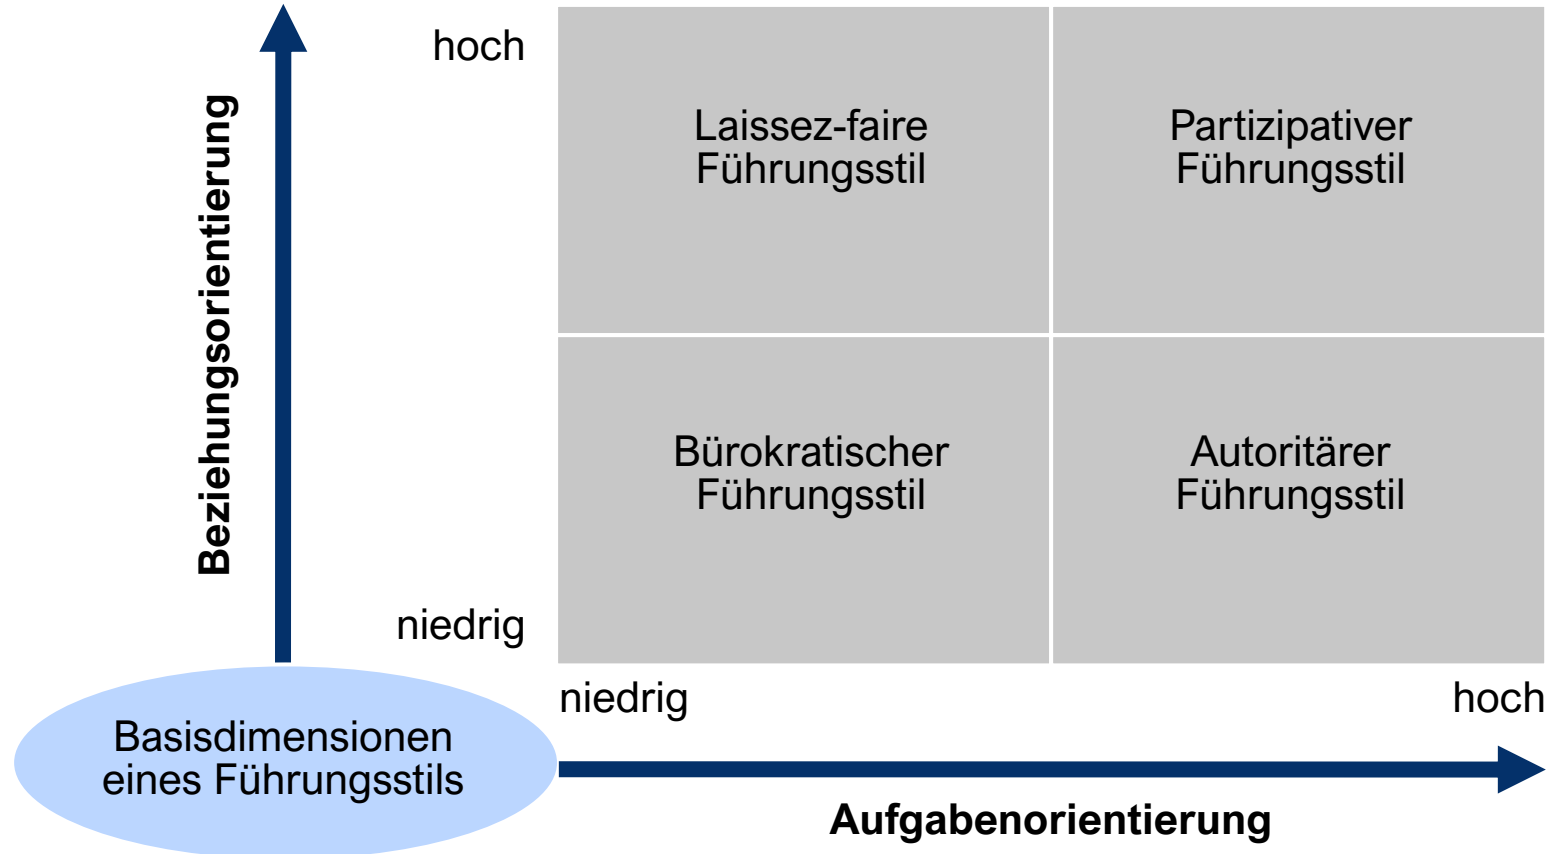 hoch
Laissez-faire
Führungsstil
Partizipativer
Führungsstil
Beziehungsorientierung
Bürokratischer
Führungsstil
Autoritärer
Führungsstil
niedrig
niedrig
hoch
Basisdimensionen
eines Führungsstils
Aufgabenorientierung